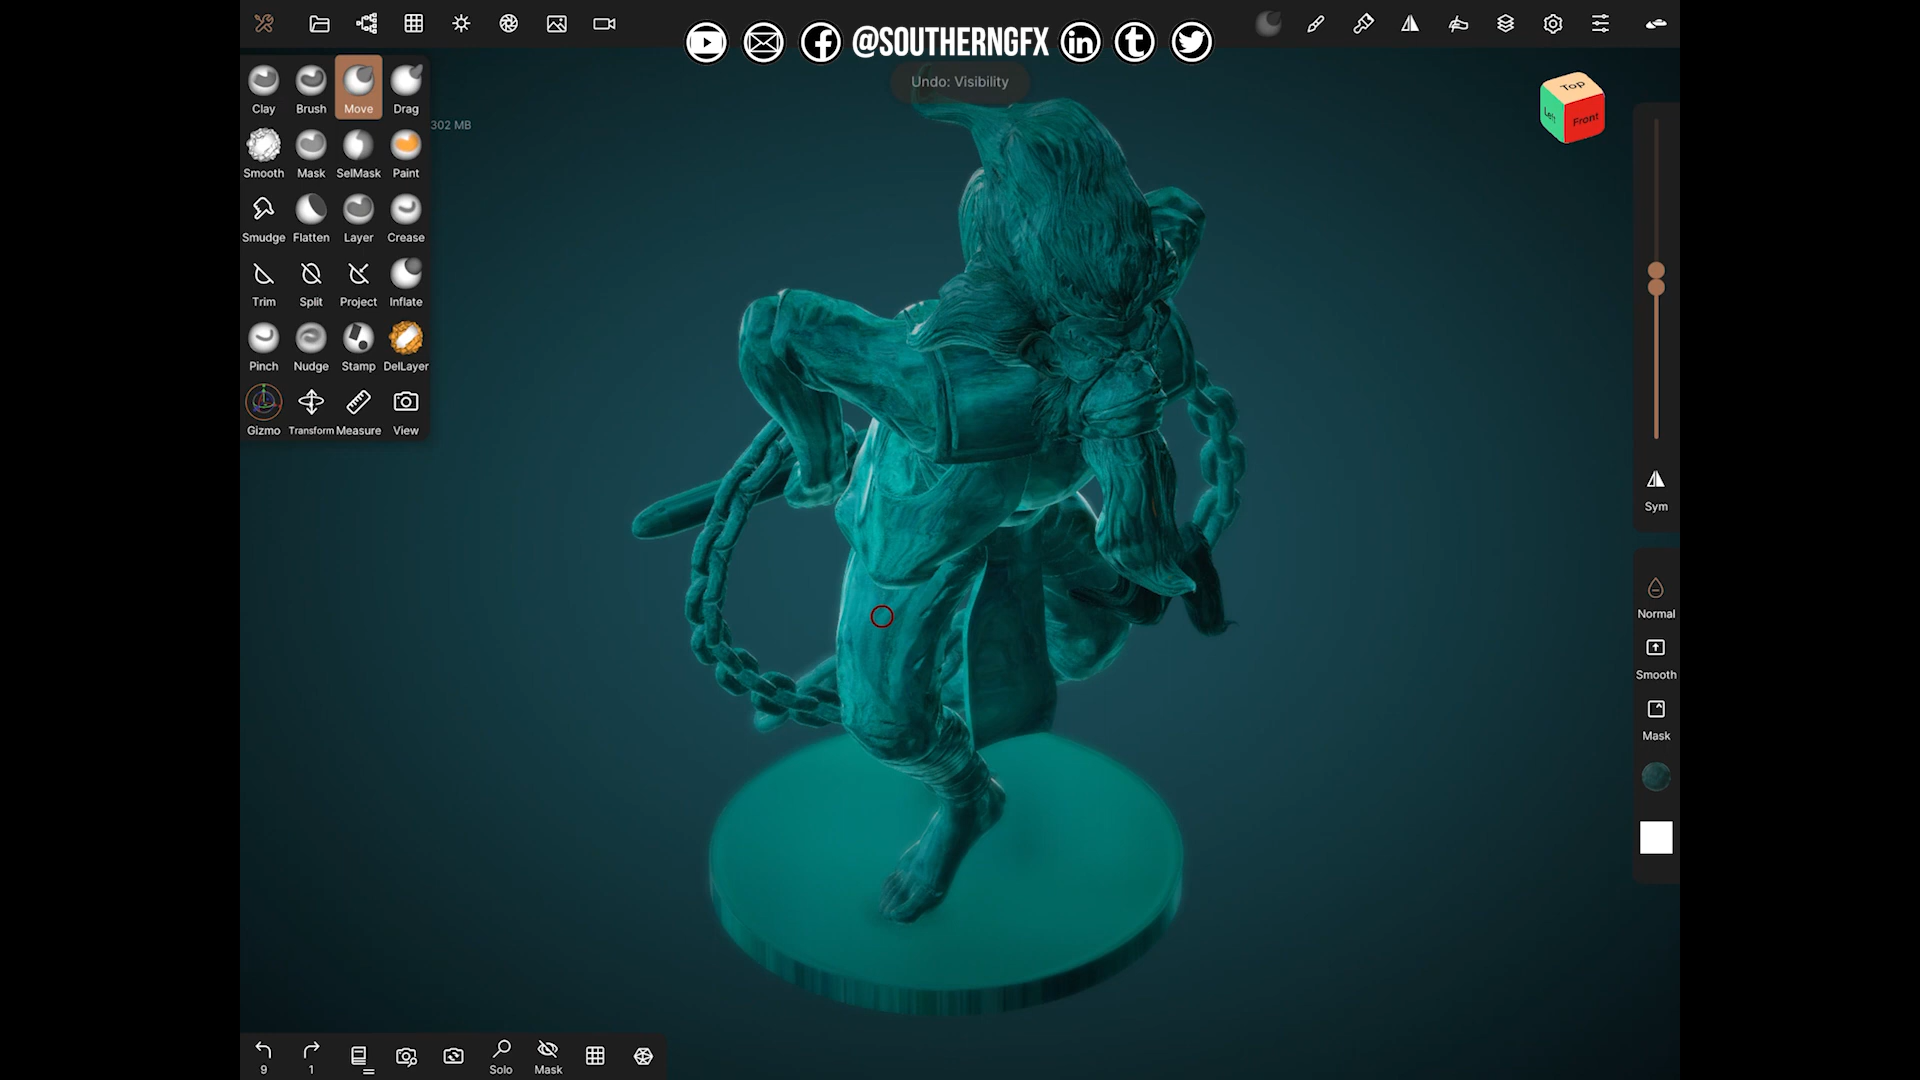 @SOUTHERNGFX
Undo: Visibility
302 MB
Top
Left
Front
Clay Brush Move Drag
Smooth Mask SelMask Paint
Smudge Flatten Layer Crease
Trim Split Project Inflate
Pinch Nudge Stamp DelLayer
Gizmo Transform Measure View
Sym
Normal
Smooth
Mask
9 1 Solo Mask